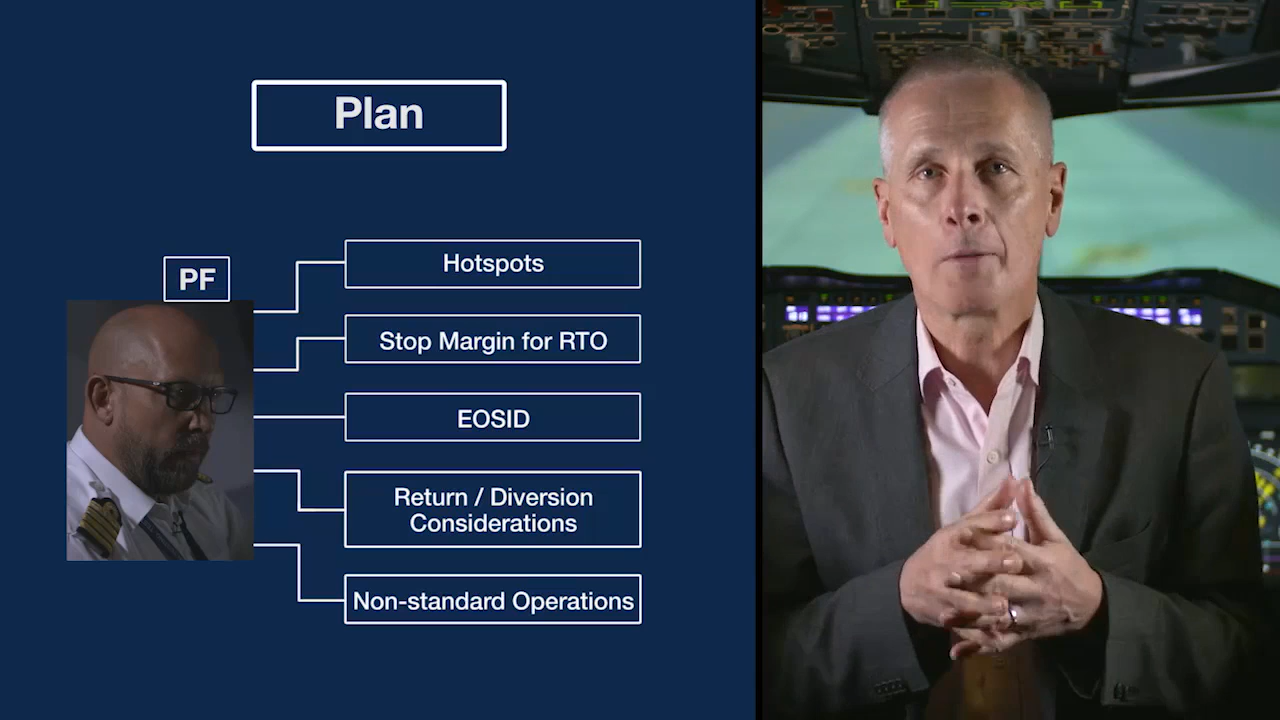 Plan
PF
Hotspots
Stop Margin for RTO
EOSID
Return / Diversion
Considerations
Non-standard Operations